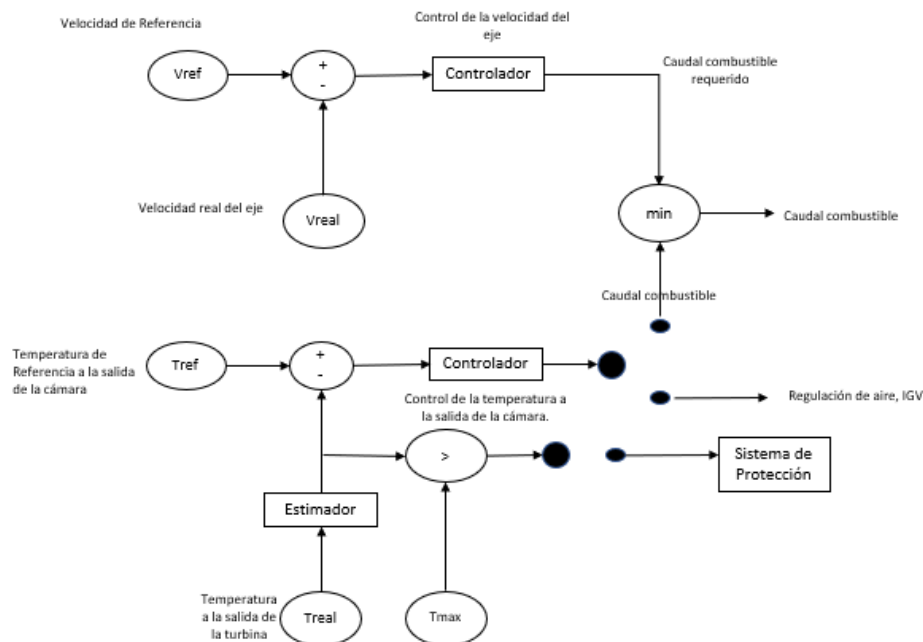 Velocidad de Referencia
Control de la velocidad del
eje
Vref
+
-
Controlador
Caudal combustible
requerido
Velocidad real del eje
Vreal
min
Caudal combustible
Caudal combustible
Temperatura de
Referencia a la salida
de la cámara
Tref
+
-
Controlador
Control de la temperatura a
la salida de la cámara.
Regulación de aire, IGV
>
Sistema de
Protección
Estimador
Temperatura
a la salida de
la turbina
Treal
Tmax